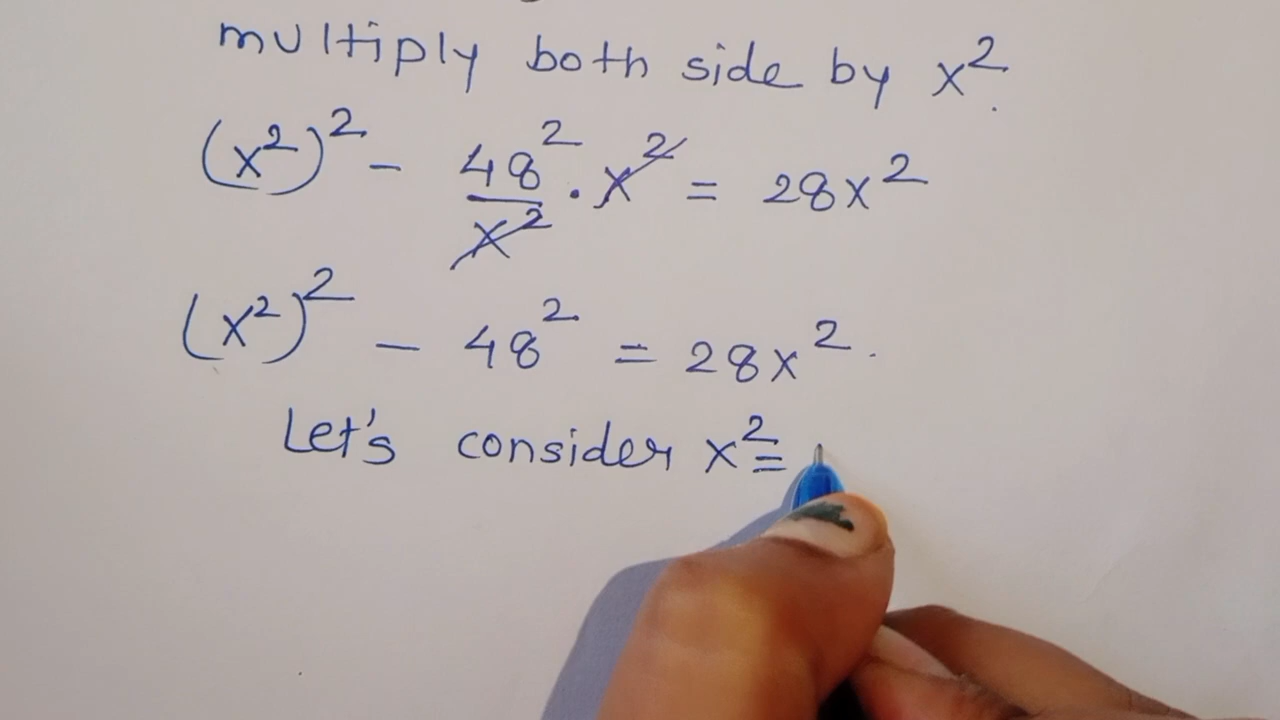 multiply both side by x².
(x²)² - 48²/x² . x² = 28x²
(x²)² - 48² = 28x².
Let's consider x² =